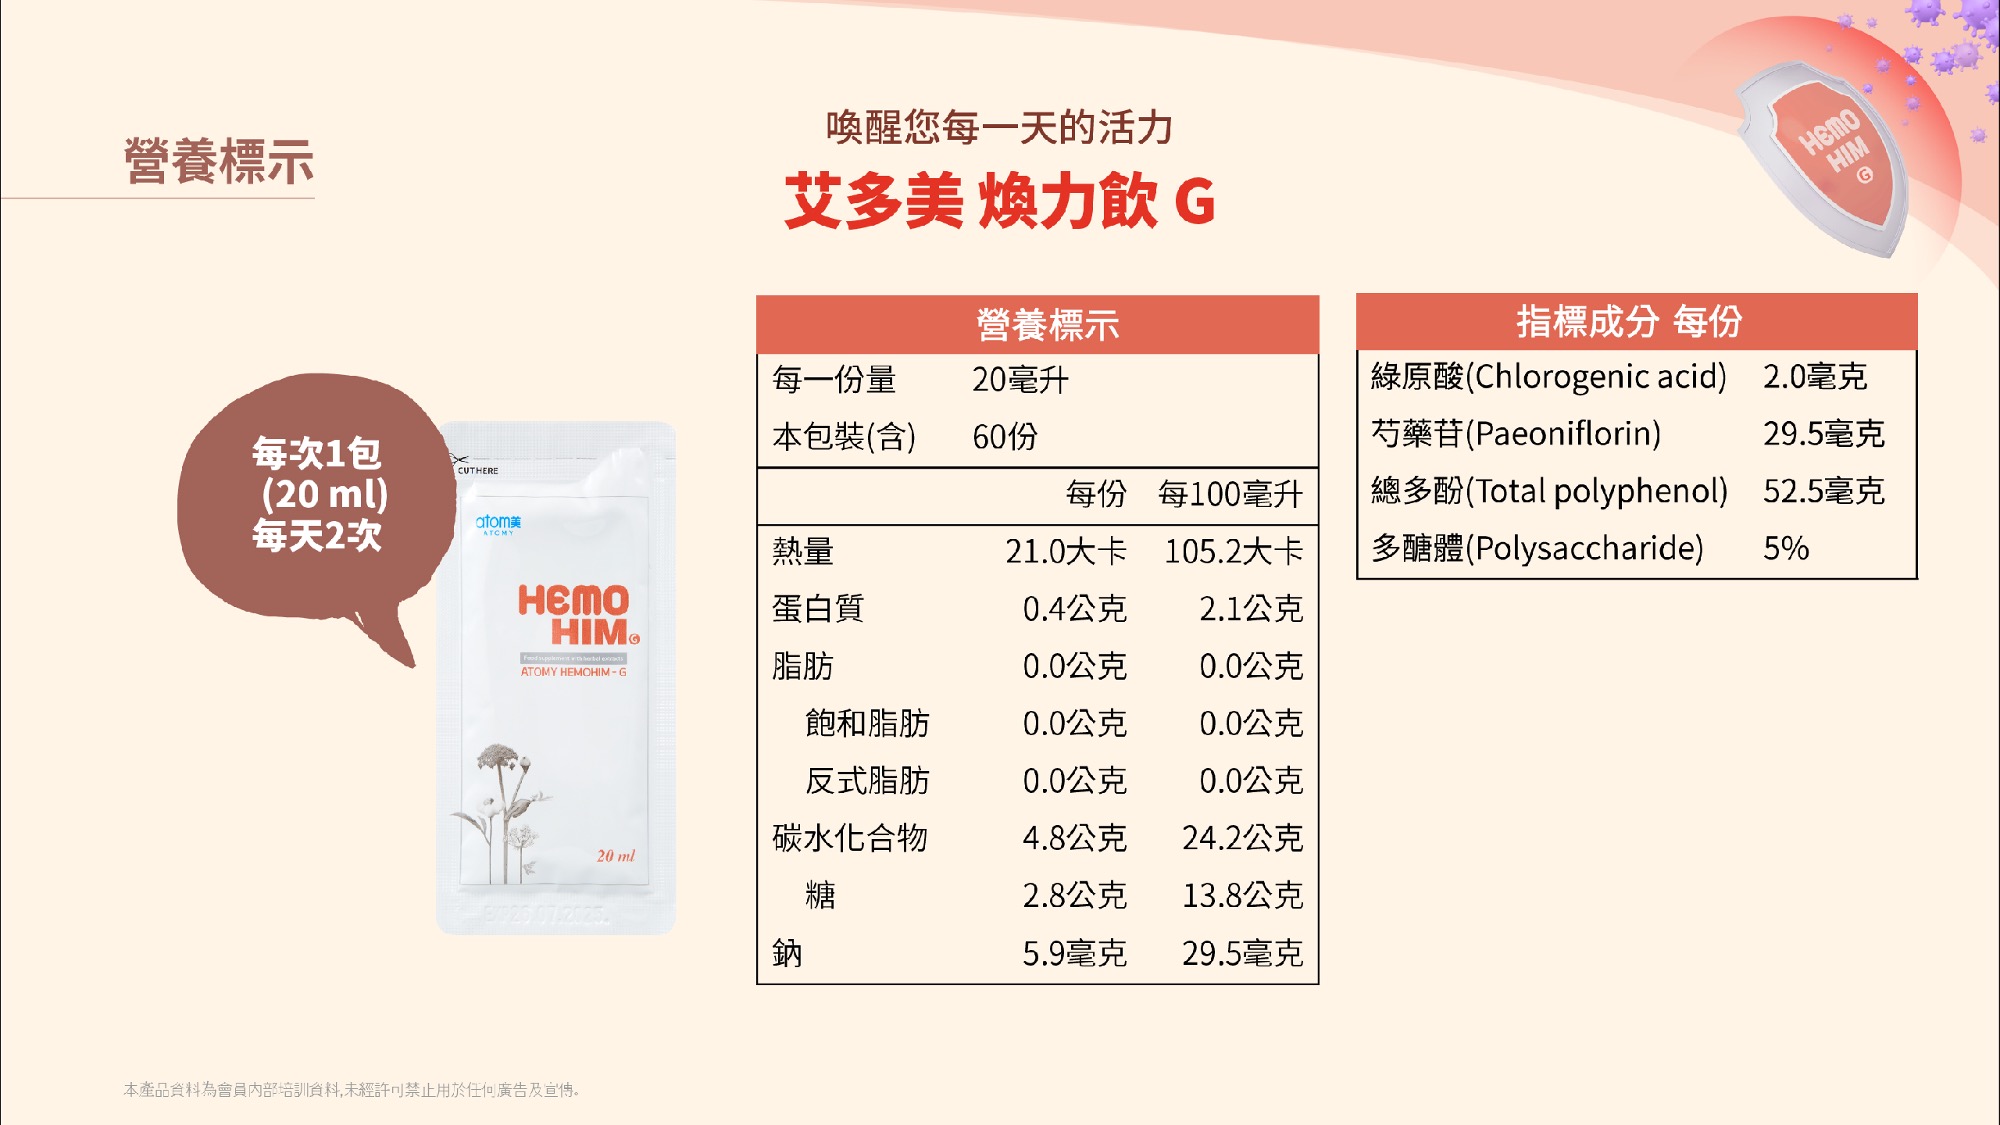 營養標示
喚醒您每一天的活力
艾多美 煥力飲 G
HEMO
HIM
G
每次1包
(20 ml)
每天2次
CUTHERE
atom美
ATOMY
HEMO
HIM G
Food supplement with herbal extracts
ATOMY HEMOHIM - G
20 ml
營養標示
每一份量 20毫升
本包裝(含) 60份
每份 每100毫升
熱量 21.0大卡 105.2大卡
蛋白質 0.4公克 2.1公克
脂肪 0.0公克 0.0公克
飽和脂肪 0.0公克 0.0公克
反式脂肪 0.0公克 0.0公克
碳水化合物 4.8公克 24.2公克
糖 2.8公克 13.8公克
鈉 5.9毫克 29.5毫克
指標成分 每份
綠原酸(Chlorogenic acid) 2.0毫克
芍藥苷(Paeoniflorin) 29.5毫克
總多酚(Total polyphenol) 52.5毫克
多醣體(Polysaccharide) 5%
本產品資料為會員內部培訓資料,未經許可禁止用於任何廣告及宣傳。